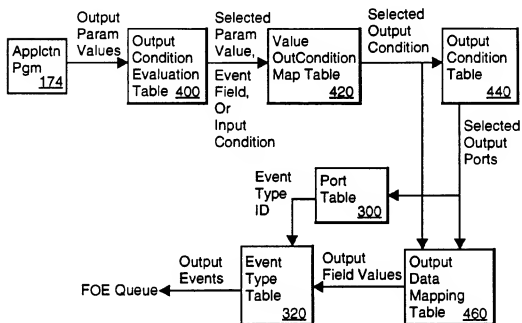 Applctn
Pgm
174
Output
Param
Values
Output
Condition
Evaluation
Table 400
Selected
Param
Value,
Event
Field,
Or
Input
Condition
Value
OutCondition
Map Table
420
Selected
Output
Condition
Output
Condition
Table
440
Selected
Output
Ports
Event
Type
ID
Port
Table
300
FOE Queue
Output
Events
Event
Type
Table
320
Output
Field Values
Output
Data
Mapping
Table 460